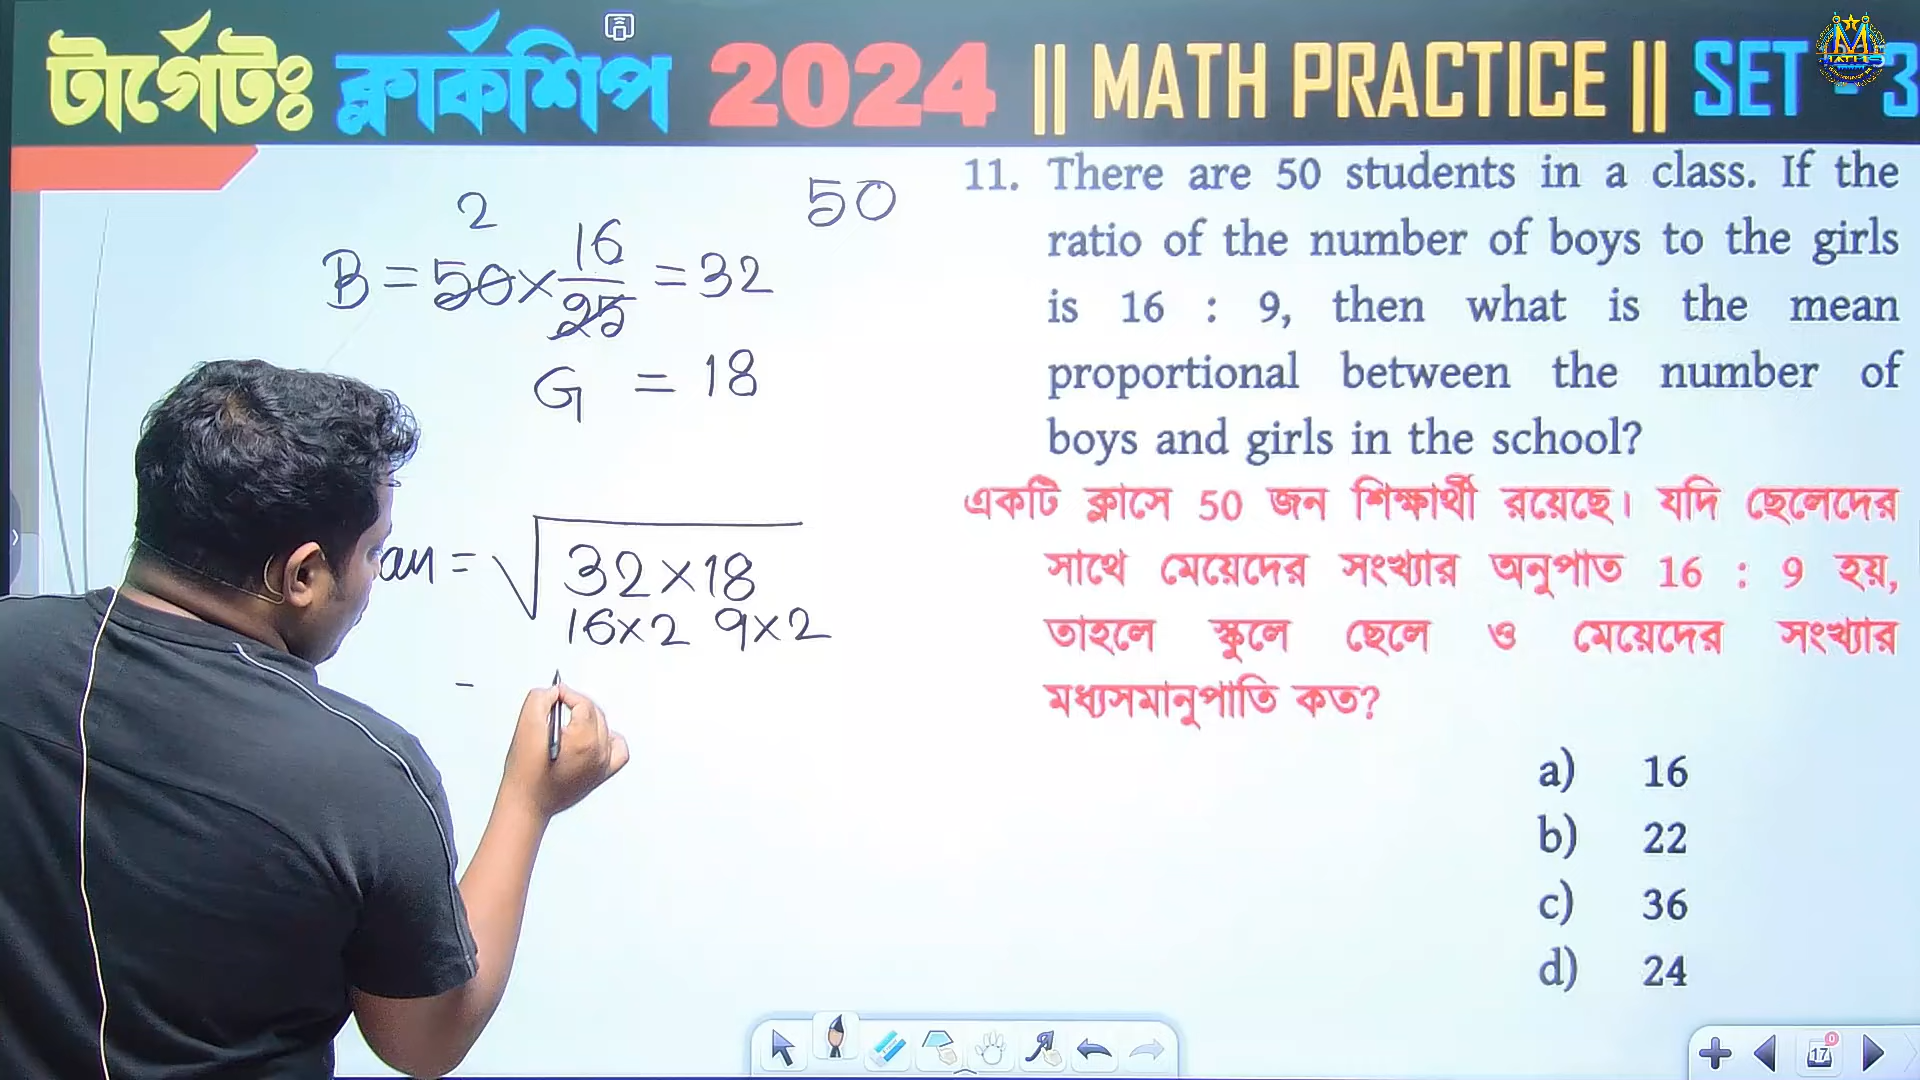 টার্গেটঃ ক্লার্কশিপ 2024 || MATH PRACTICE || SET - 3
11. There are 50 students in a class. If the
ratio of the number of boys to the girls
is 16 : 9, then what is the mean
proportional between the number of
boys and girls in the school?
একটি ক্লাসে 50 জন শিক্ষার্থী রয়েছে। যদি ছেলেদের
সাথে মেয়েদের সংখ্যার অনুপাত 16 : 9 হয়,
তাহলে স্কুলে ছেলে ও মেয়েদের সংখ্যার
মধ্যসমানুপাতি কত?
a) 16
b) 22
c) 36
d) 24
50
2
B = 50 × 16/25 = 32
G = 18
an = √32×18
16×2 9×2
-
17
0